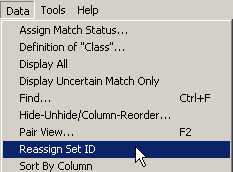 Data Tools Help
Assign Match Status...
Definition of "Class"...
Display All
Display Uncertain Match Only
Find... Ctrl+F
Hide-Unhide/Column-Reorder...
Pair View... F2
Reassign Set ID
Sort By Column